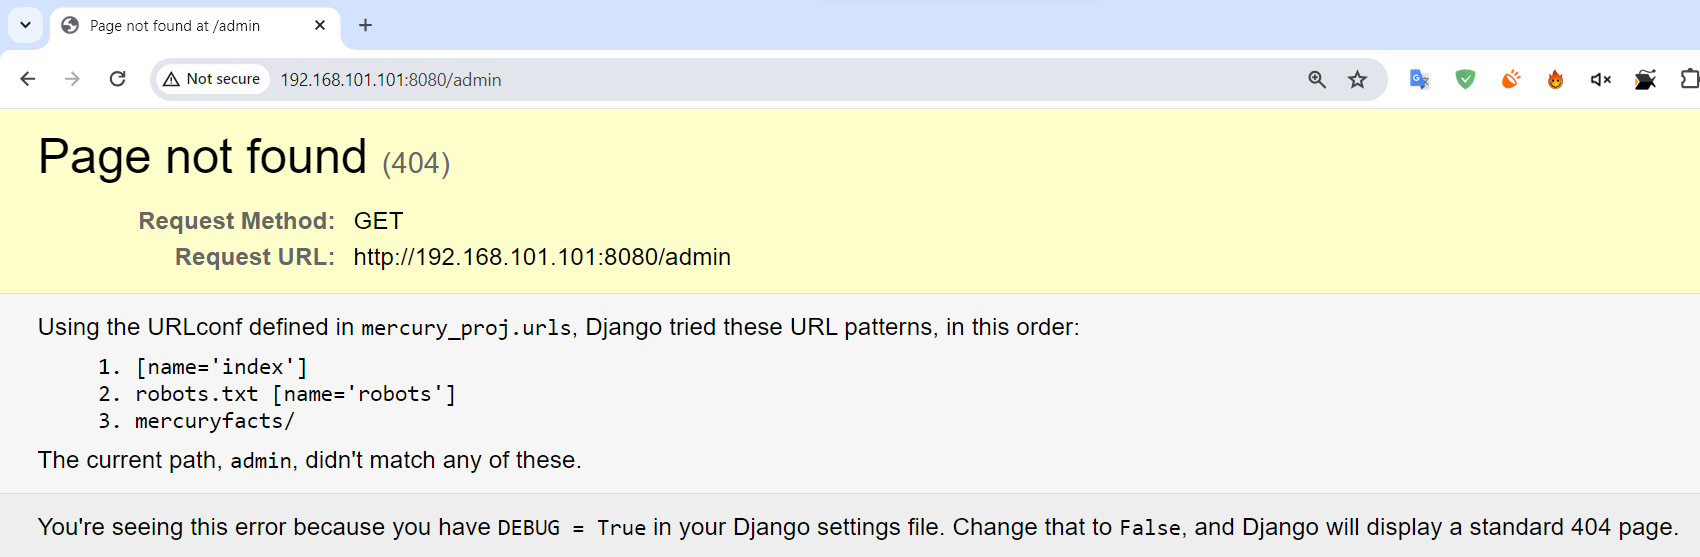 Page not found at /admin
Not secure 192.168.101.101:8080/admin
Page not found (404)
Request Method: GET
Request URL: http://192.168.101.101:8080/admin
Using the URLconf defined in mercury_proj.urls, Django tried these URL patterns, in this order:
1. [name='index']
2. robots.txt [name='robots']
3. mercuryfacts/
The current path, admin, didn't match any of these.
You're seeing this error because you have DEBUG = True in your Django settings file. Change that to False, and Django will display a standard 404 page.